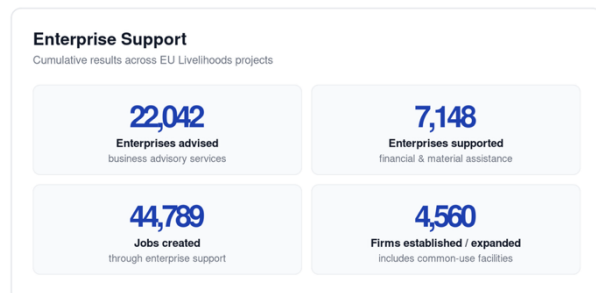 Enterprise Support
Cumulative results across EU Livelihoods projects
22,042
Enterprises advised
business advisory services
7,148
Enterprises supported
financial & material assistance
44,789
Jobs created
through enterprise support
4,560
Firms established / expanded
includes common-use facilities